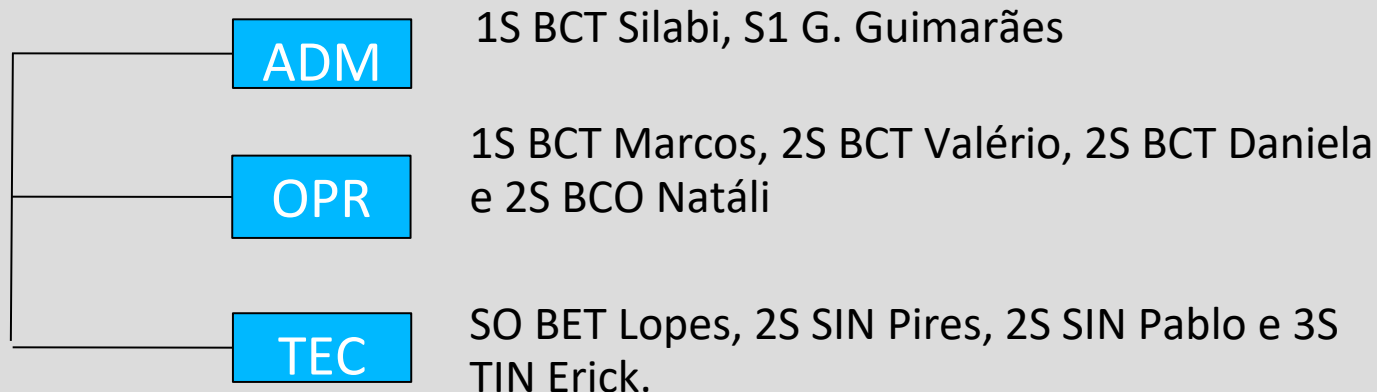 ADM
1S BCT Silabi, S1 G. Guimarães
OPR
1S BCT Marcos, 2S BCT Valério, 2S BCT Daniela
e 2S BCO Natáli
TEC
SO BET Lopes, 2S SIN Pires, 2S SIN Pablo e 3S
TIN Erick.